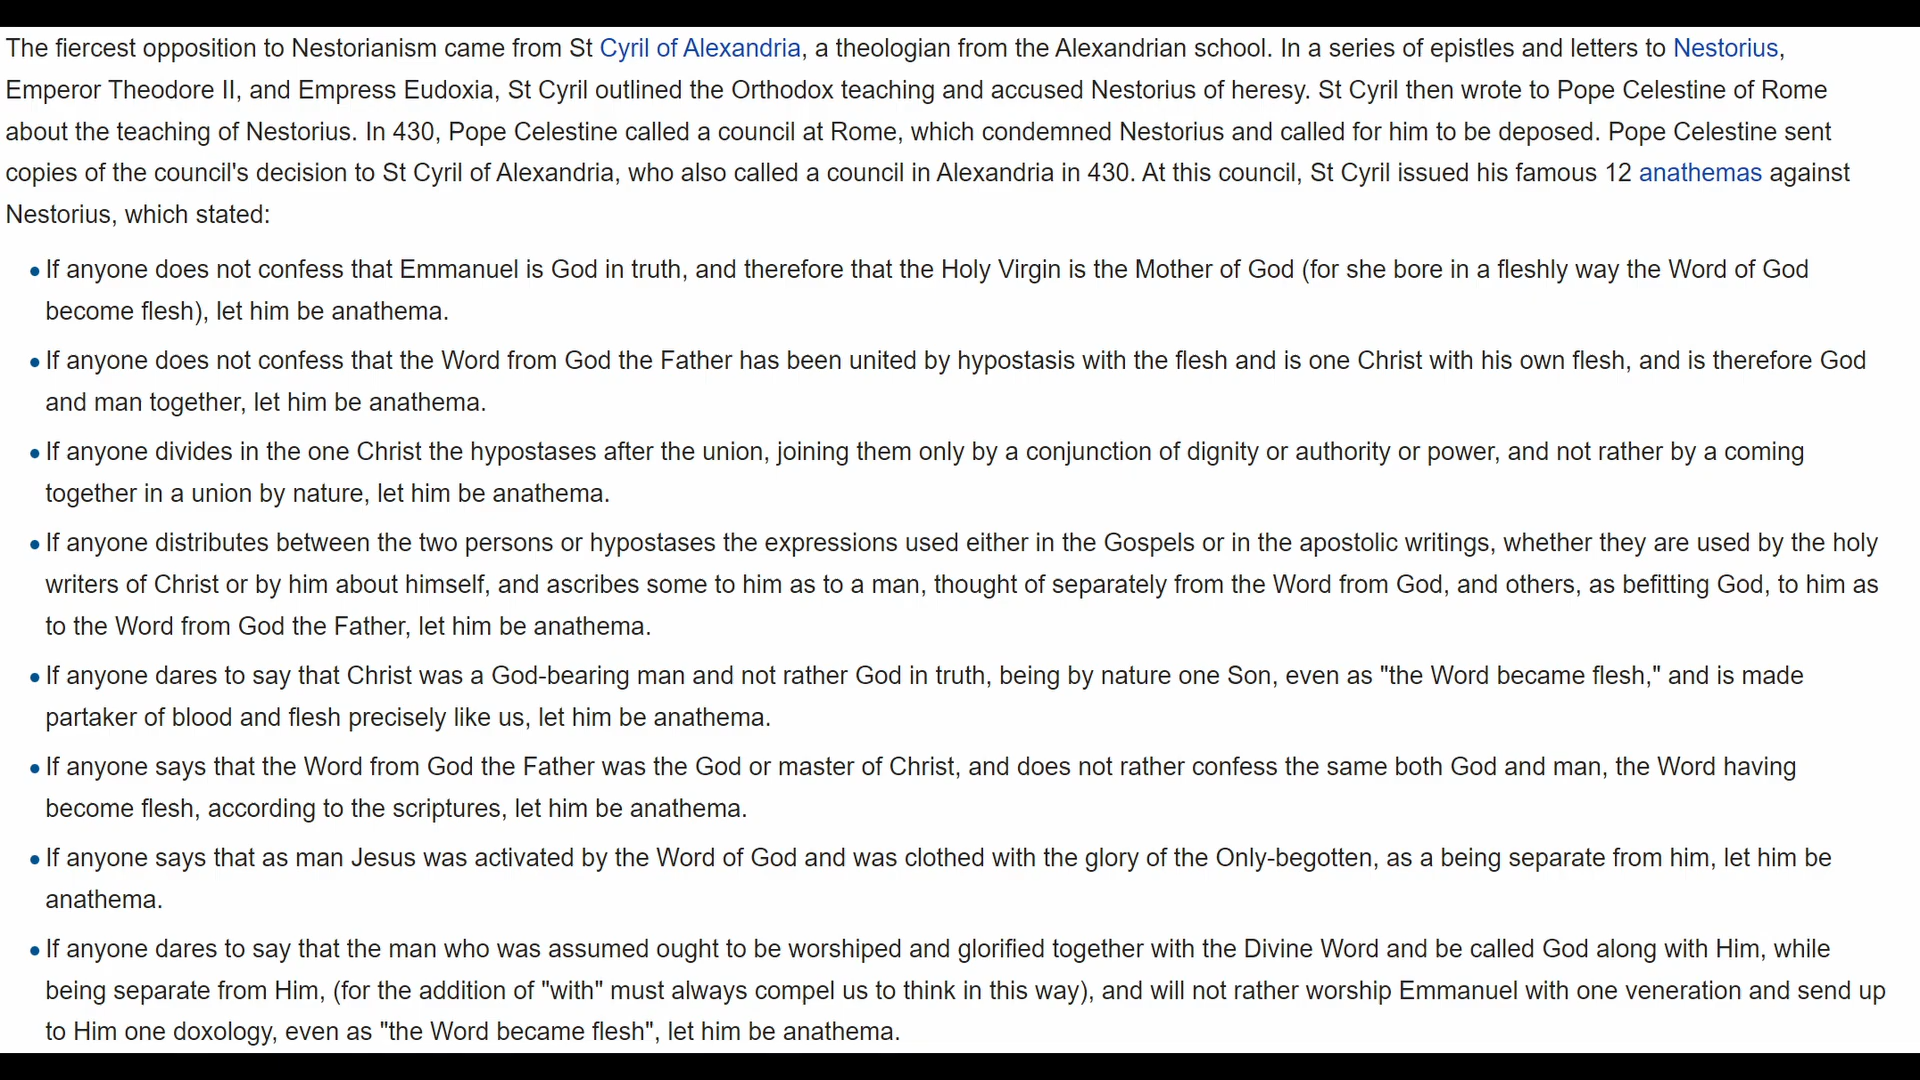 The fiercest opposition to Nestorianism came from St Cyril of Alexandria, a theologian from the Alexandrian school. In a series of epistles and letters to Nestorius,
Emperor Theodore II, and Empress Eudoxia, St Cyril outlined the Orthodox teaching and accused Nestorius of heresy. St Cyril then wrote to Pope Celestine of Rome
about the teaching of Nestorius. In 430, Pope Celestine called a council at Rome, which condemned Nestorius and called for him to be deposed. Pope Celestine sent
copies of the council's decision to St Cyril of Alexandria, who also called a council in Alexandria in 430. At this council, St Cyril issued his famous 12 anathemas against
Nestorius, which stated:
• If anyone does not confess that Emmanuel is God in truth, and therefore that the Holy Virgin is the Mother of God (for she bore in a fleshly way the Word of God
become flesh), let him be anathema.
• If anyone does not confess that the Word from God the Father has been united by hypostasis with the flesh and is one Christ with his own flesh, and is therefore God
and man together, let him be anathema.
• If anyone divides in the one Christ the hypostases after the union, joining them only by a conjunction of dignity or authority or power, and not rather by a coming
together in a union by nature, let him be anathema.
• If anyone distributes between the two persons or hypostases the expressions used either in the Gospels or in the apostolic writings, whether they are used by the holy
writers of Christ or by him about himself, and ascribes some to him as to a man, thought of separately from the Word from God, and others, as befitting God, to him as
to the Word from God the Father, let him be anathema.
• If anyone dares to say that Christ was a God-bearing man and not rather God in truth, being by nature one Son, even as "the Word became flesh," and is made
partaker of blood and flesh precisely like us, let him be anathema.
• If anyone says that the Word from God the Father was the God or master of Christ, and does not rather confess the same both God and man, the Word having
become flesh, according to the scriptures, let him be anathema.
• If anyone says that as man Jesus was activated by the Word of God and was clothed with the glory of the Only-begotten, as a being separate from him, let him be
anathema.
• If anyone dares to say that the man who was assumed ought to be worshiped and glorified together with the Divine Word and be called God along with Him, while
being separate from Him, (for the addition of "with" must always compel us to think in this way), and will not rather worship Emmanuel with one veneration and send up
to Him one doxology, even as "the Word became flesh", let him be anathema.